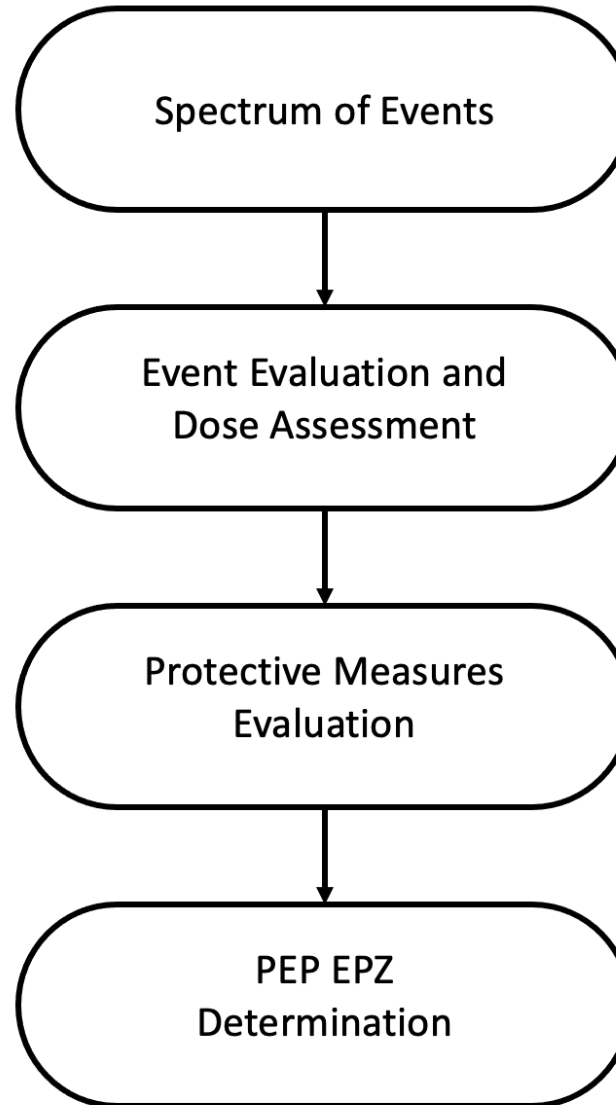 Spectrum of Events
Event Evaluation and
Dose Assessment
Protective Measures
Evaluation
PEP EPZ
Determination